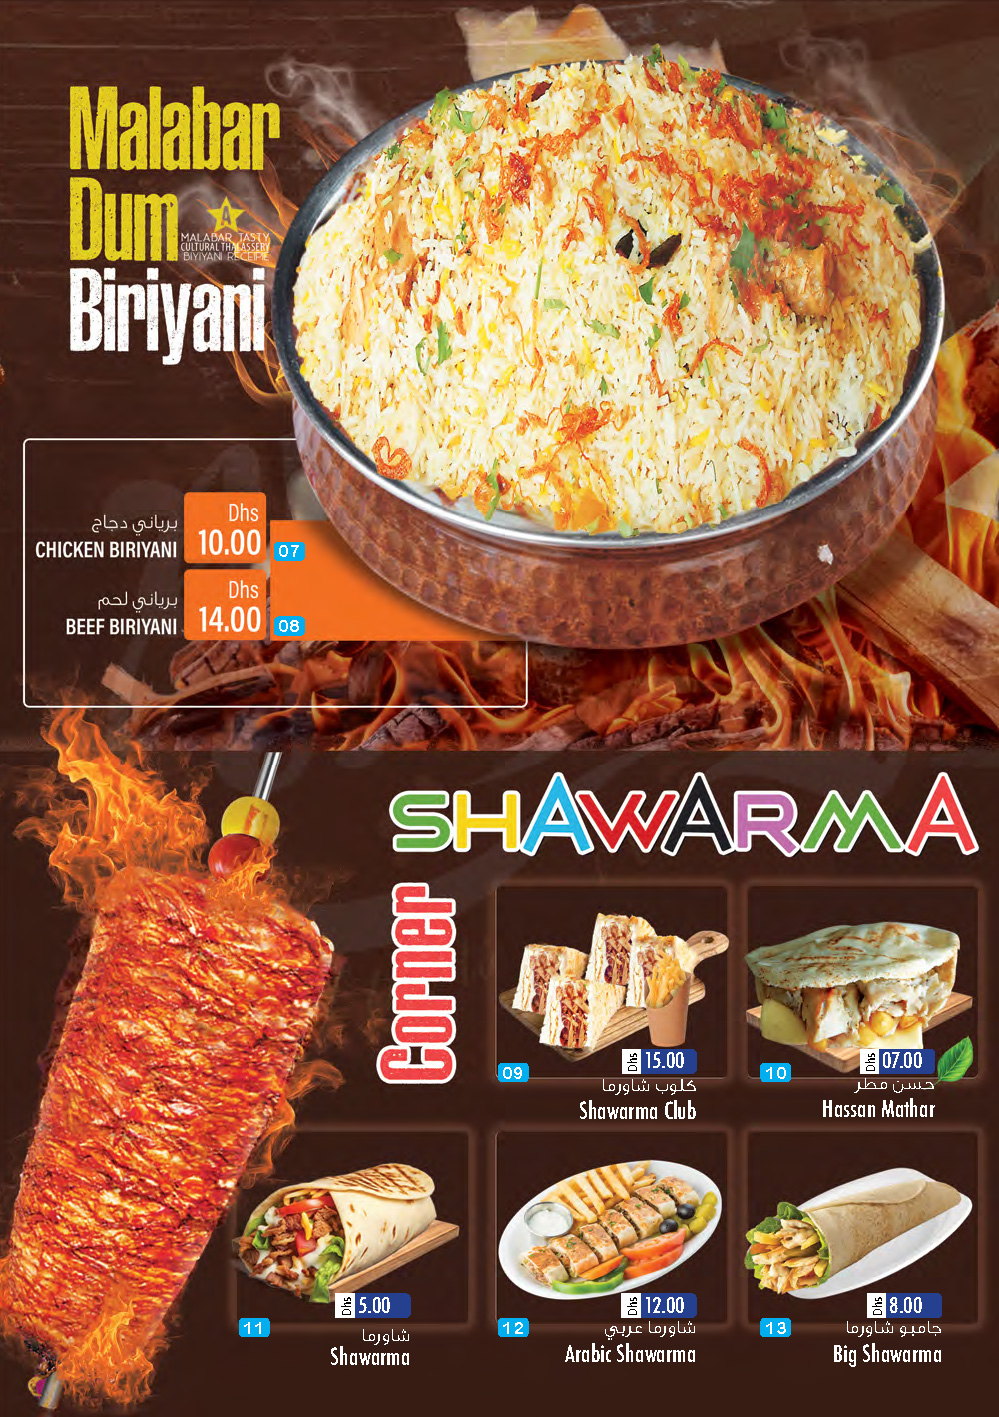 Malabar
Dum
A
MALABAR TASTY
CULTURAL THALASSERY
BIYIYANI RECEIPIE
Biriyani
برياني دجاج
CHICKEN BIRIYANI
Dhs
10.00
07
برياني لحم
BEEF BIRIYANI
Dhs
14.00
08
SHAWARMA
Corner
09
Dhs 15.00
كلوب شاورما
Shawarma Club
10
Dhs 07.00
حسن مطر
Hassan Mathar
11
Dhs 5.00
شاورما
Shawarma
12
Dhs 12.00
شاورما عربي
Arabic Shawarma
13
Dhs 8.00
جامبو شاورما
Big Shawarma